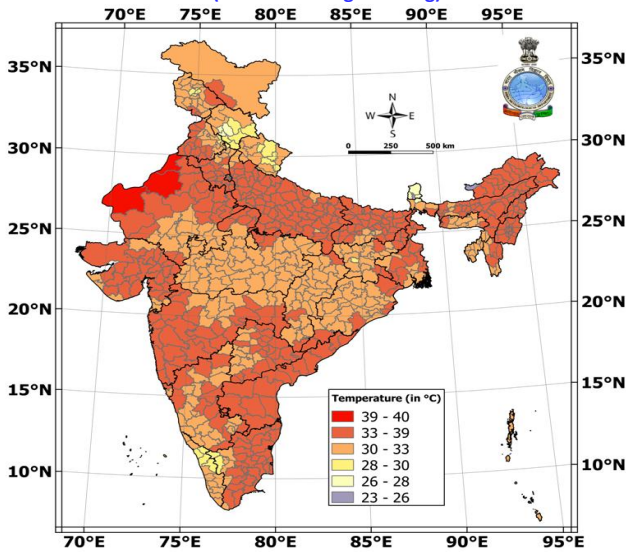 70°E 75°E 80°E 85°E 90°E 95°E
35°N 35°N
N
W E
S
0 250 500 km
30°N 30°N
25°N 25°N
20°N 20°N
15°N 15°N
Temperature (in °C)
39 - 40
33 - 39
30 - 33
28 - 30
26 - 28
23 - 26
10°N 10°N
70°E 75°E 80°E 85°E 90°E 95°E